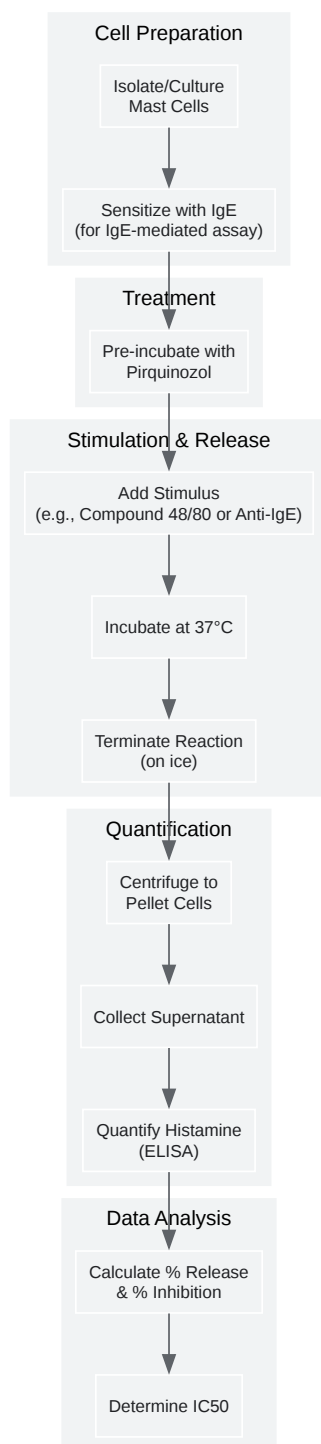 Cell Preparation
Isolate/Culture
Mast Cells
Sensitize with IgE
(for IgE-mediated assay)
Treatment
Pre-incubate with
Pirquinozol
Stimulation & Release
Add Stimulus
(e.g., Compound 48/80 or Anti-IgE)
Incubate at 37°C
Terminate Reaction
(on ice)
Quantification
Centrifuge to
Pellet Cells
Collect Supernatant
Quantify Histamine
(ELISA)
Data Analysis
Calculate % Release
& % Inhibition
Determine IC50